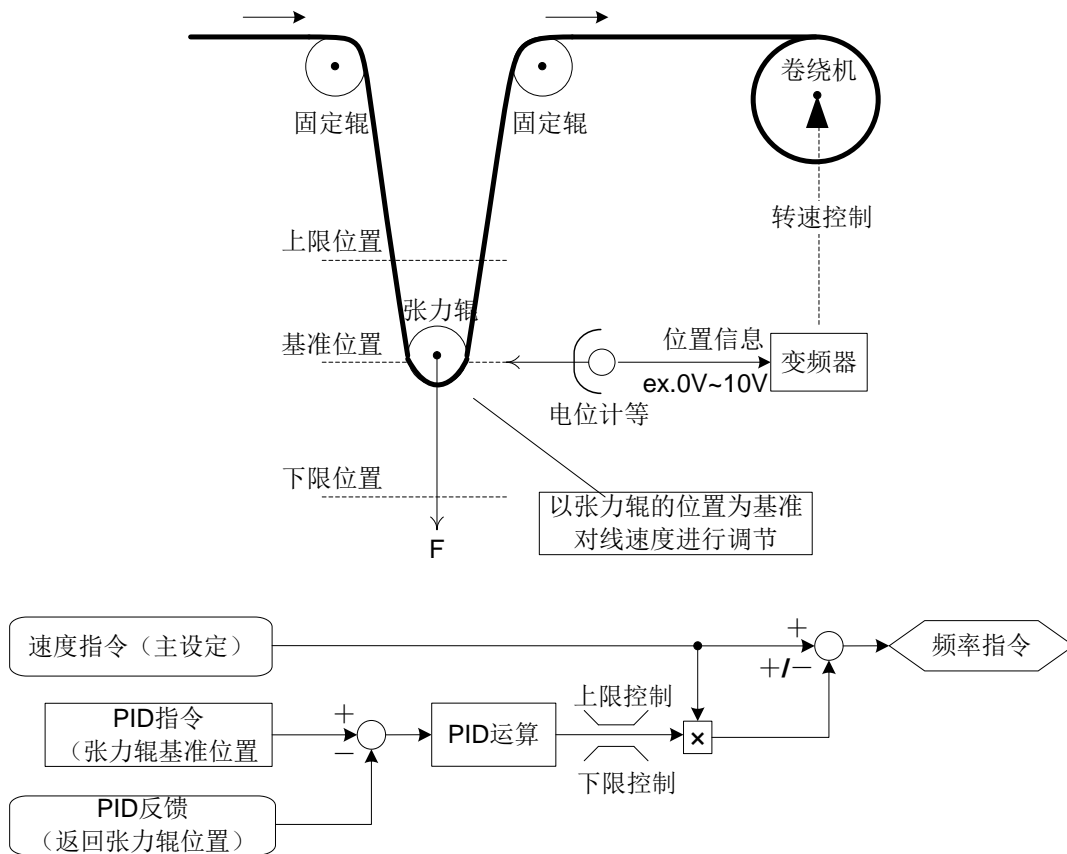 卷绕机
固定辊
固定辊
转速控制
上限位置
张力辊
基准位置
位置信息
变频器
ex.0V~10V
电位计等
下限位置
以张力辊的位置为基准
对线速度进行调节
F
速度指令（主设定）
＋
＋/－
频率指令
上限控制
PID指令
（张力辊基准位置
＋
－
PID运算
×
下限控制
PID反馈
（返回张力辊位置）